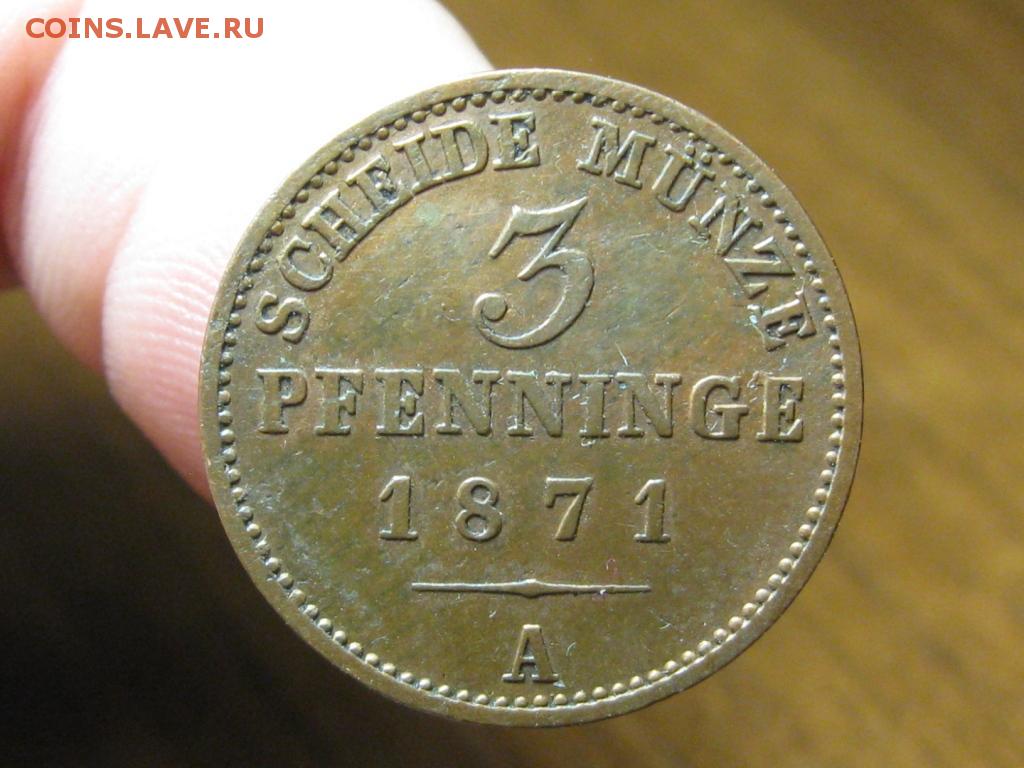 COINS.LAVE.RU
SCHEIDE MÜNZE
3
PFENNINGE
1871
A